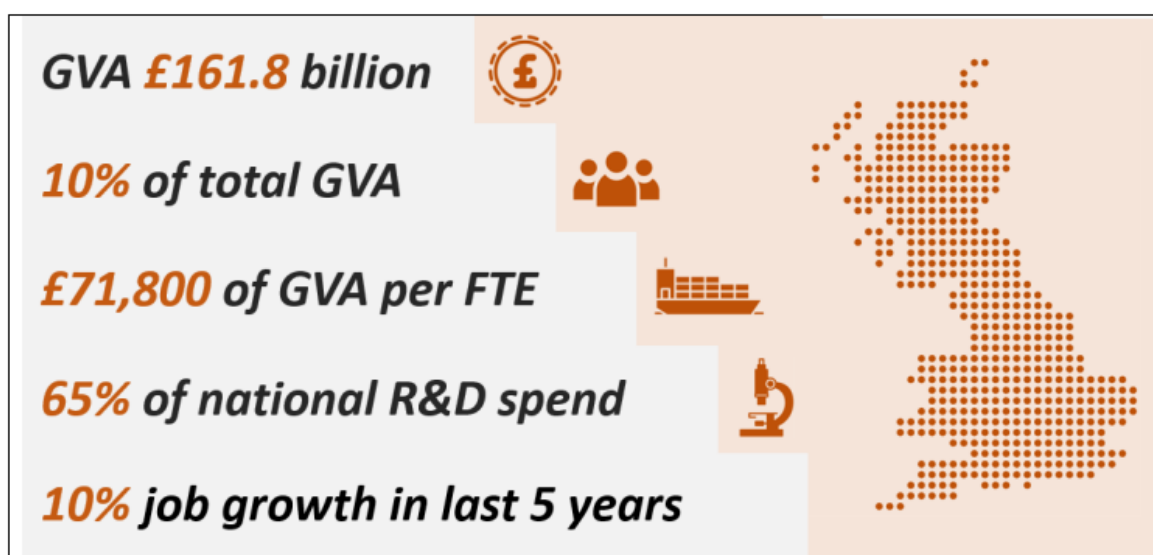 GVA £161.8 billion
£
10% of total GVA
£71,800 of GVA per FTE
65% of national R&D spend
10% job growth in last 5 years